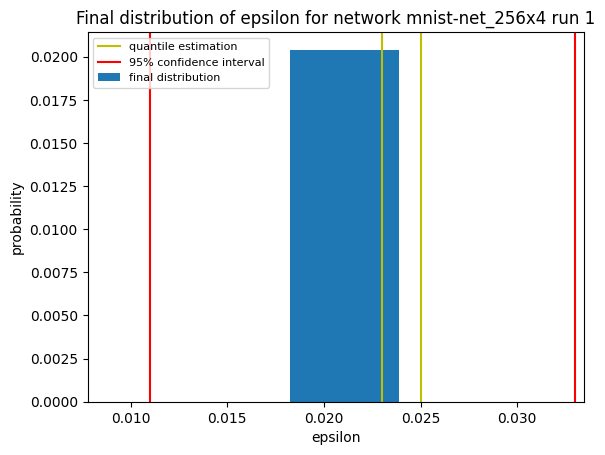 Final distribution of epsilon for network mnist-net_256x4 run 1
quantile estimation
95% confidence interval
final distribution
probability
0.0200
0.0175
0.0150
0.0125
0.0100
0.0075
0.0050
0.0025
0.0000
0.010
0.015
0.020
0.025
0.030
epsilon